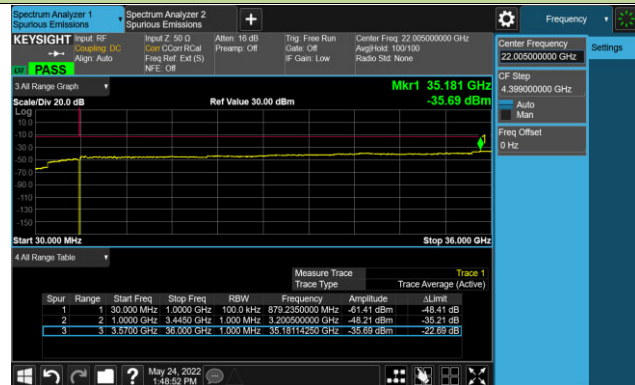 Spectrum Analyzer 1
Spurious Emissions
Spectrum Analyzer 2
Spurious Emissions
+
Frequency
KEYSIGHT
Input: RF
Coupling: DC
Align: Auto
Input Z: 50 Ω
Corr CCorr RCal
Freq Ref: Ext (S)
NFE: Off
Atten: 16 dB
Preamp: Off
Trig: Free Run
Gate: Off
IF Gain: Low
Center Freq: 22.005000000 GHz
Avg|Hold: 100/100
Radio Std: None
PASS
Center Frequency
22.005000000 GHz
Settings
CF Step
4.399000000 GHz
Auto
Man
Freq Offset
0 Hz
3 All Range Graph
Mkr1 35.181 GHz
Scale/Div 20.0 dB
Ref Value 30.00 dBm
-35.69 dBm
Log
10.0
-10.0
-30.0
-50.0
-70.0
-90.0
-110
-130
-150
1
Start 30.000 MHz
Stop 36.000 GHz
4 All Range Table
Measure Trace Trace 1
Trace Type Trace Average (Active)
Spur Range Start Freq Stop Freq RBW Frequency Amplitude ΔLimit
1 1 30.000 MHz 1.0000 GHz 100.0 kHz 879.2350000 MHz -61.41 dBm -48.41 dB
2 2 1.0000 GHz 3.4450 GHz 1.000 MHz 3.200500000 GHz -48.21 dBm -35.21 dB
3 3 3.5700 GHz 36.000 GHz 1.000 MHz 35.18114250 GHz -35.69 dBm -22.69 dB
?
May 24, 2022
1:48:52 PM